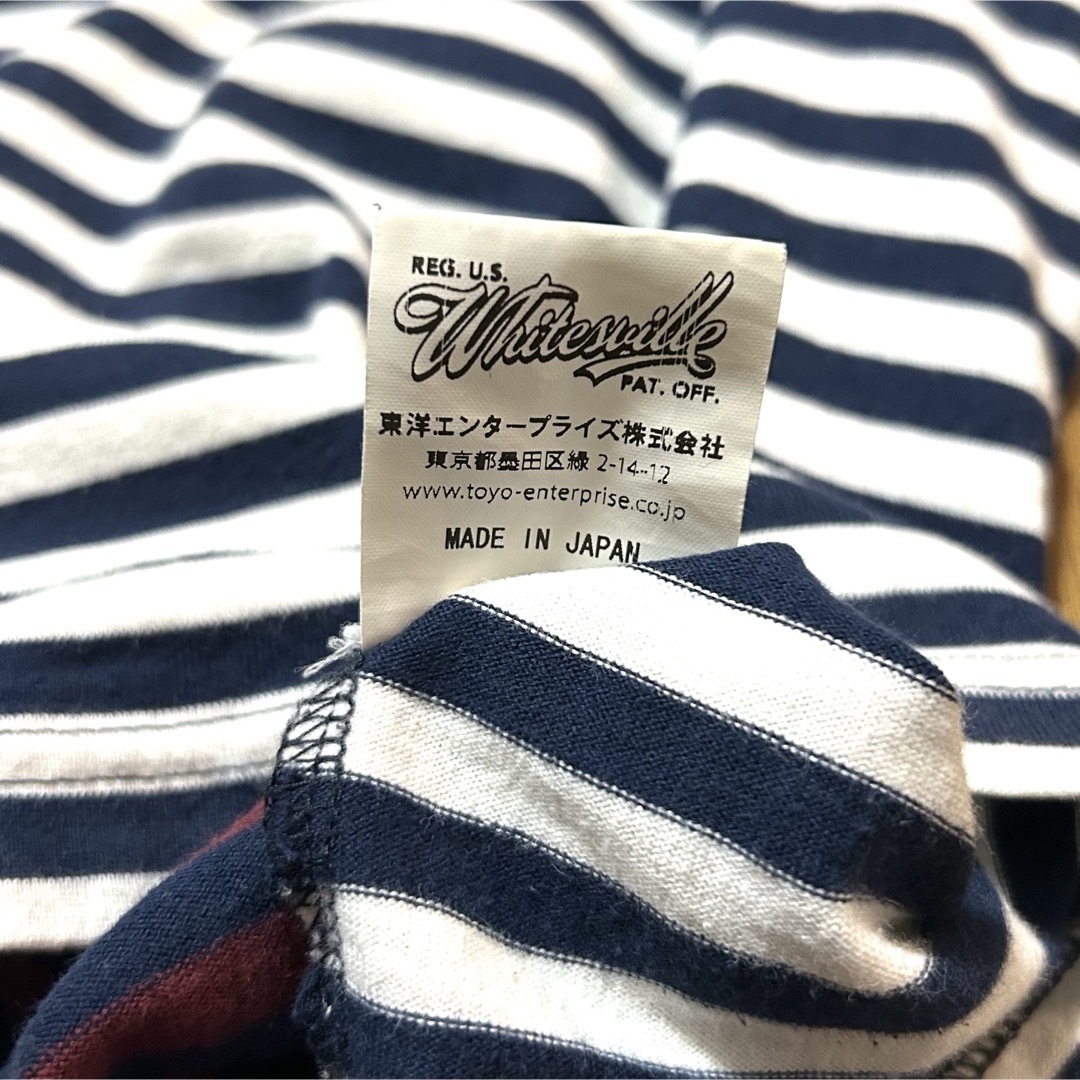 REG. U.S.
Whitesville
PAT. OFF.
東洋エンタープライズ株式会社
東京都墨田区緑 2-14-12
www.toyo-enterprise.co.jp
MADE IN JAPAN